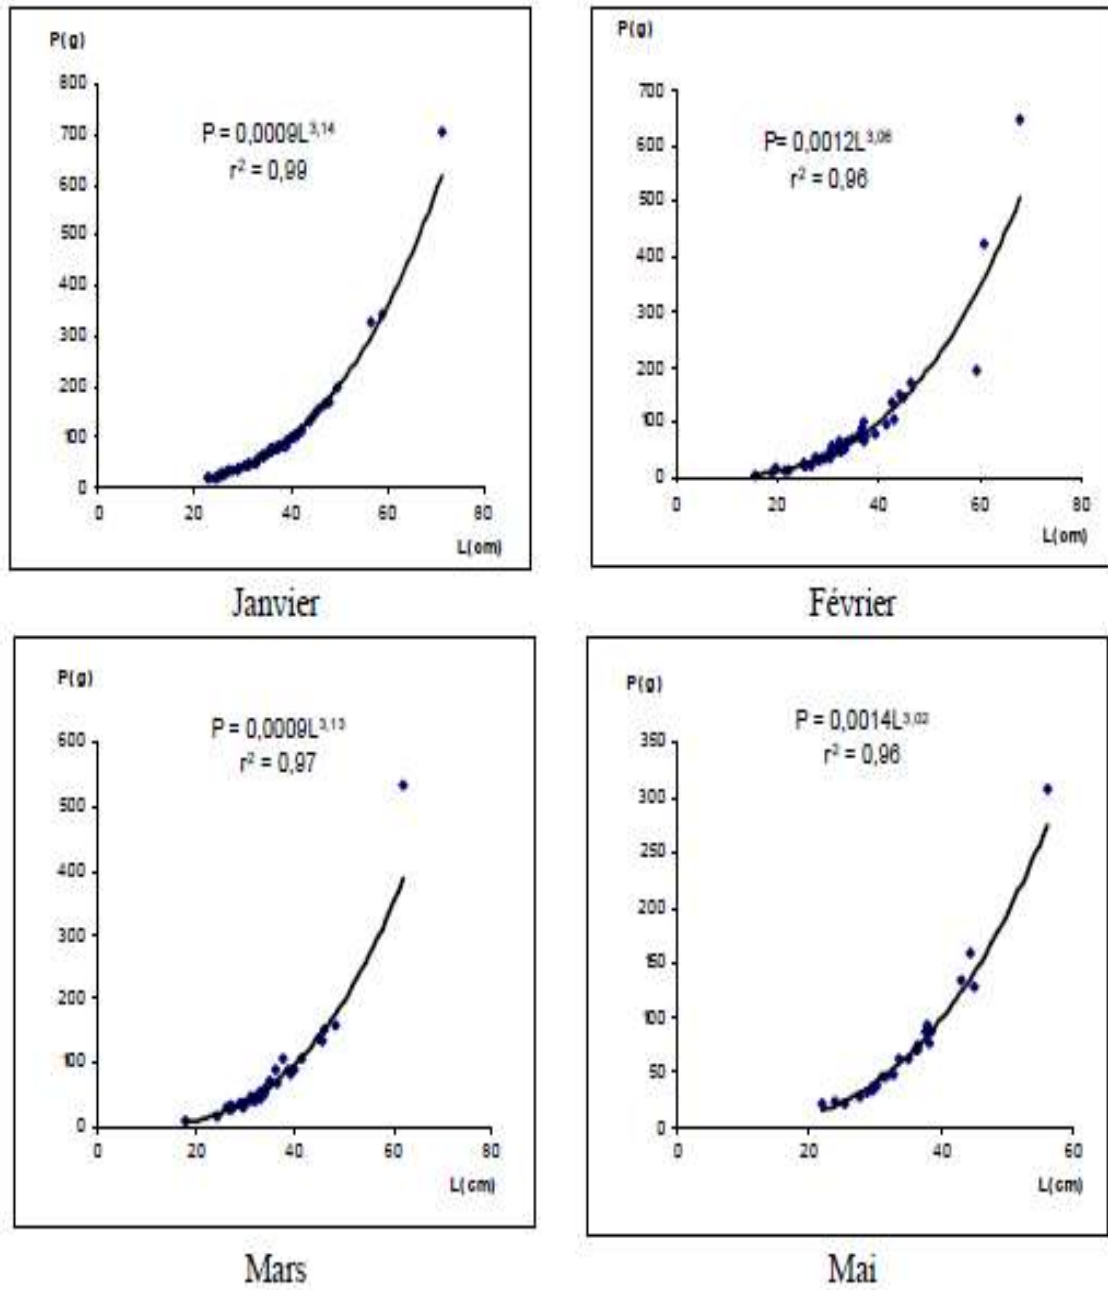 P(g)
800
P = 0,0009L3,14
r2 = 0,99
700
600
500
400
300
200
100
0
0 20 40 60 80
L(cm)
Janvier
P(g)
700
P= 0,0012L3,06
r2 = 0,96
600
500
400
300
200
100
0
0 20 40 60 80
L(cm)
Février
P(g)
P = 0,0009L3,13
r2 = 0,97
600
500
400
300
200
100
0
0 20 40 60 80
L(cm)
Mars
P(g)
P = 0,0014L3,02
r2 = 0,96
350
300
250
200
150
100
50
0
0 20 40 60
L(cm)
Mai